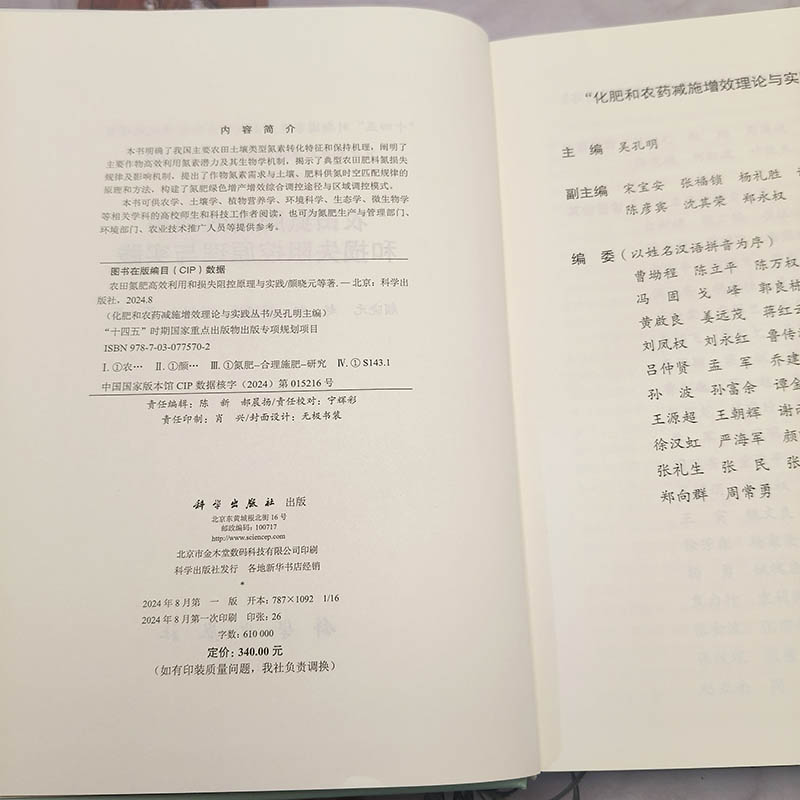 内 容 简 介
本书明确了我国主要农田土壤类型氮素转化特征和保持机理，阐明了
主要作物高效利用氮素潜力及其生物学机制，揭示了典型农田肥料氮损失
规律及影响机制，提出了作物氮素需求与土壤、肥料供氮时空匹配规律的
原理和方法，构建了氮肥绿色增产增效综合调控途径与区域调控模式。
本书可供农学、土壤学、植物营养学、环境科学、生态学、微生物学
等相关学科的高校师生和科技工作者阅读，也可为氮肥生产与管理部门、
环境部门、农业技术推广人员等提供参考。
图书在版编目（CIP）数据
农田氮肥高效利用和损失阻控原理与实践/颜晓元等著. —北京：科学出
版社，2024.8
（化肥和农药减施增效理论与实践丛书/吴孔明主编）
“十四五”时期国家重点出版物出版专项规划项目
ISBN 978-7-03-077570-2
Ⅰ.①农… Ⅱ.①颜… Ⅲ.①氮肥–合理施肥–研究 Ⅳ.①S143.1
中国国家版本馆 CIP 数据核字（2024）第 015216 号
责任编辑：陈 新 郝晨扬/责任校对：宁辉彩
责任印制：肖 兴/封面设计：无极书装
科学出版社 出版
北京东黄城根北街 16 号
邮政编码：100717
http://www.sciencep.com
北京市金木堂数码科技有限公司印刷
科学出版社发行 各地新华书店经销
*
2024 年 8 月第 一 版 开本：787×1092 1/16
2024 年 8 月第一次印刷 印张：26
字数：610 000
定价：340.00 元
（如有印装质量问题，我社负责调换）
“化肥和农药减施增效理论与实
主 编 吴孔明
副主编 宋宝安 张福锁 杨礼胜
陈彦宾 沈其荣 郑永权
编 委（以姓名汉语拼音为序）
曹坳程 陈立平 陈万权
冯 固 戈 峰 郭良栋
黄啟良 姜远茂 蒋红云
刘凤权 刘永红 鲁传
吕仲贤 孟 军 乔建
孙 波 孙富余 谭金
王源超 王朝辉 谢
徐汉虹 严海军 颜
张礼生 张 民 张
郑向群 周常勇